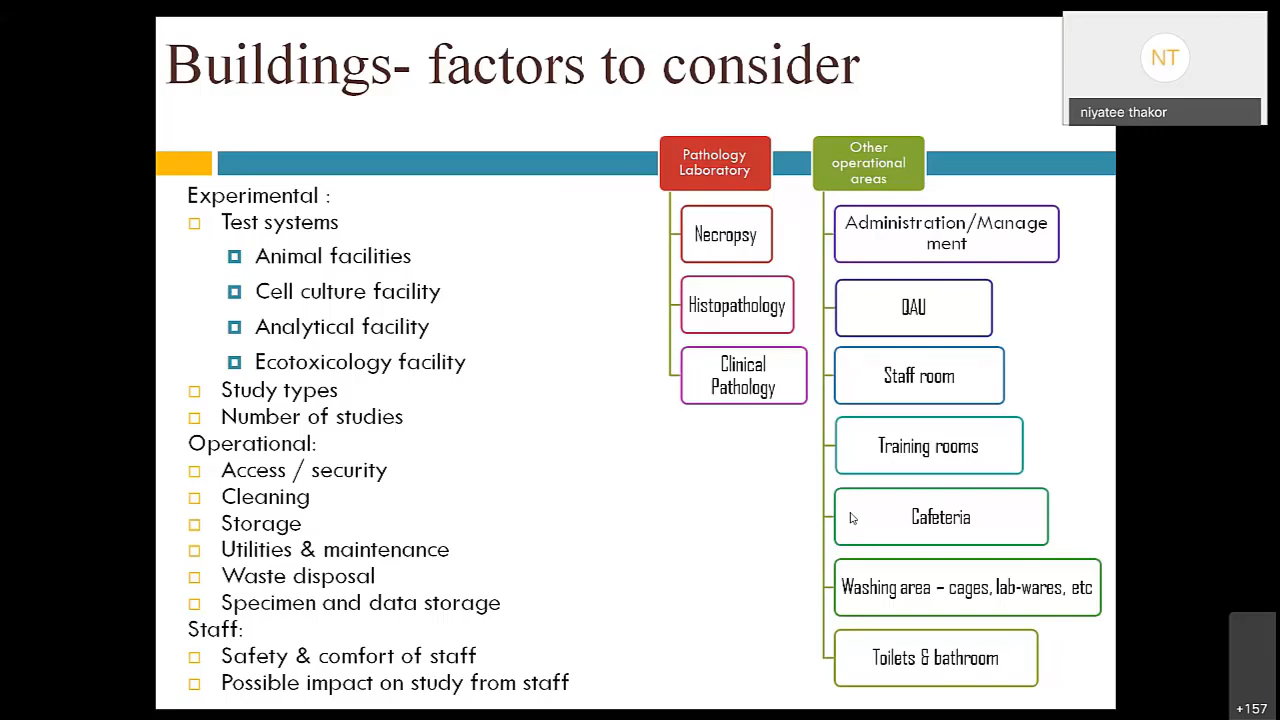 Buildings- factors to consider
NT
niyatee thakor
Experimental :
Test systems
Animal facilities
Cell culture facility
Analytical facility
Ecotoxicology facility
Study types
Number of studies
Operational:
Access / security
Cleaning
Storage
Utilities & maintenance
Waste disposal
Specimen and data storage
Staff:
Safety & comfort of staff
Possible impact on study from staff
Pathology
Laboratory
Necropsy
Histopathology
Clinical
Pathology
Other
operational
areas
Administration/Manage
ment
QAU
Staff room
Training rooms
Cafeteria
Washing area – cages, lab-wares, etc
Toilets & bathroom
+157